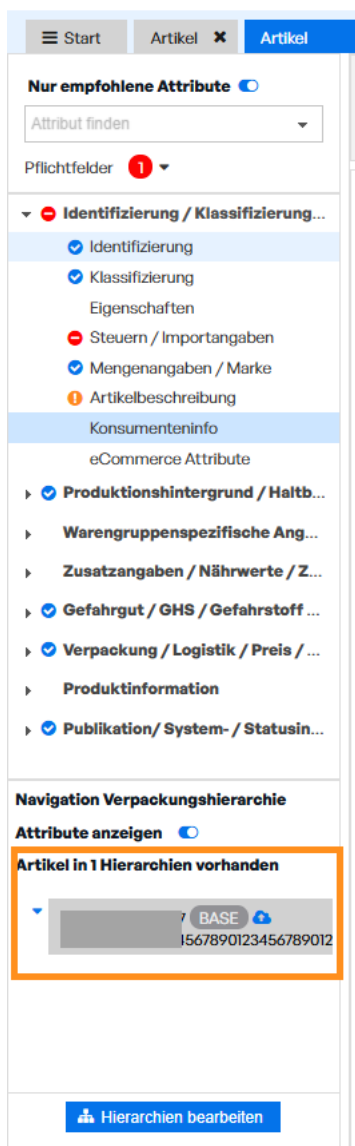 Start Artikel Artikel
Nur empfohlene Attribute
Attribut finden
Pflichtfelder 1
Identifizierung / Klassifizierung...
Identifizierung
Klassifizierung
Eigenschaften
Steuern / Importangaben
Mengenangaben / Marke
Artikelbeschreibung
Konsumenteninfo
eCommerce Attribute
Produktionshintergrund / Haltb...
Warengruppenspezifische Ang...
Zusatzangaben / Nährwerte / Z...
Gefahrgut / GHS / Gefahrstoff ...
Verpackung / Logistik / Preis / ...
Produktinformation
Publikation/ System- / Statusin...
Navigation Verpackungshierarchie
Attribute anzeigen
Artikel in 1 Hierarchien vorhanden
BASE
456789012345678​9012
Hierarchien bearbeiten